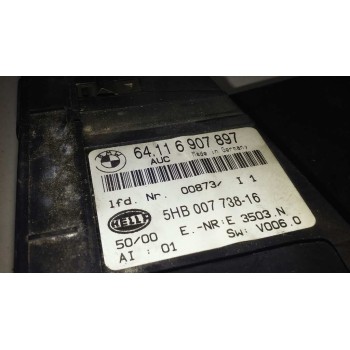 64.11 6 907 897
AUC Made in Germany
lfd. Nr. 00873/ I 1
HELLA 5HB 007 738-16
50/00 E.-NR:E 3503.N
AI : 01 SW: V006.0